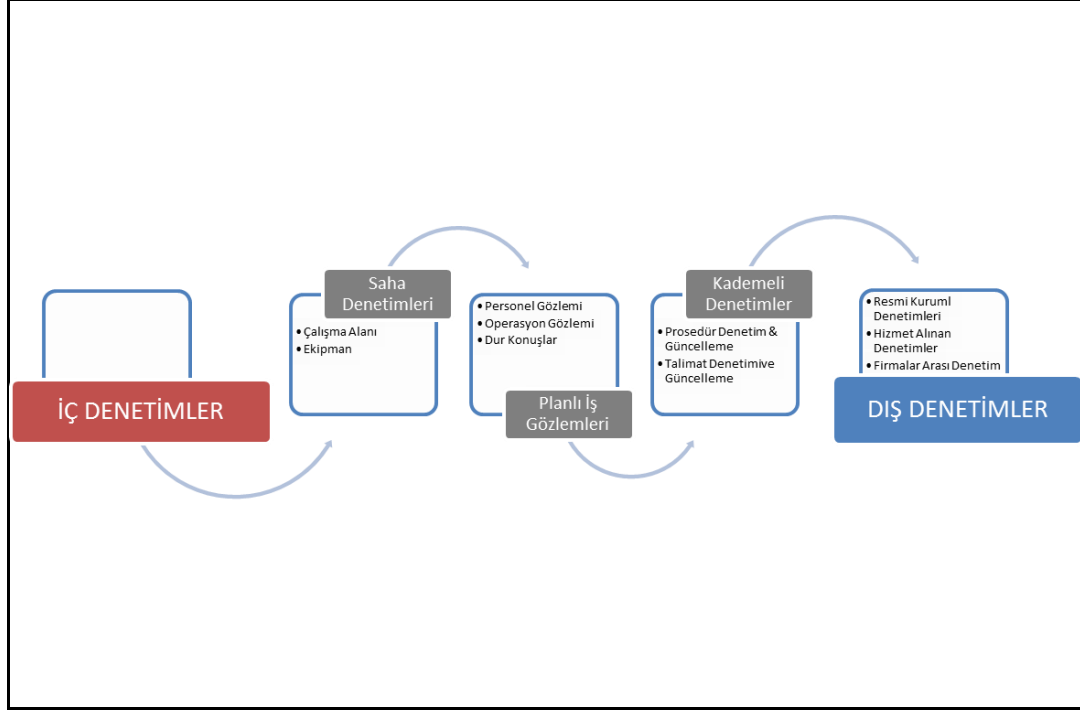 İÇ DENETİMLER
Saha
Denetimleri
• Çalışma Alanı
• Ekipman
• Personel Gözlemi
• Operasyon Gözlemi
• Dur Konuşlar
Planlı İş
Gözlemleri
Kademeli
Denetimler
• Prosedür Denetim &
Güncelleme
• Talimat Denetimive
Güncelleme
• Resmi Kuruml
Denetimleri
• Hizmet Alınan
Denetimler
• Firmalar Arası Denetim
DIŞ DENETİMLER